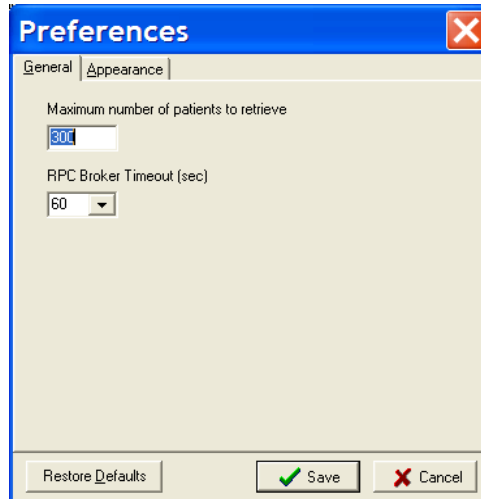 Preferences
General Appearance
Maximum number of patients to retrieve
300
RPC Broker Timeout (sec)
60
Restore Defaults Save Cancel